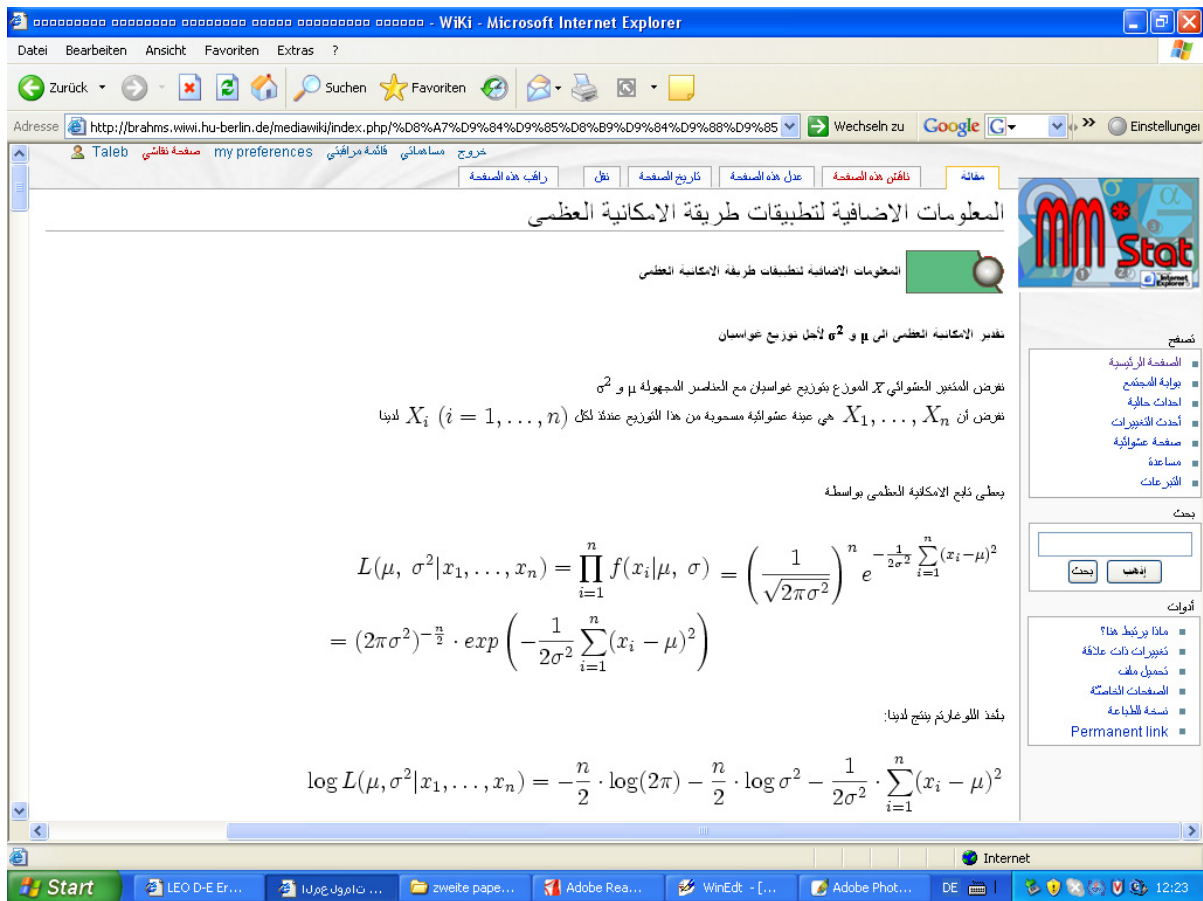 □□□□□□□□□□ □□□□□□□□ □□□□□□□□□ □□□□□ □□□□□□□□□□ □□□□□□ - WiKi - Microsoft Internet Explorer
Datei Bearbeiten Ansicht Favoriten Extras ?
Zurück Suchen Favoriten
Adresse http://brahms.wiwi.hu-berlin.de/mediawiki/index.php/%D8%A7%D9%84%D9%85%D8%B9%D9%84%D9%88%D9%85 Wechseln zu Google G Einstellunger
Taleb صفحة نقاشي my preferences قائمة مراقبتي مساهماتي خروج
مقالة ناقش هذه الصفحة عدل هذه الصفحة تاريخ الصفحة نقل راقب هذه الصفحة
المعلومات الاضافية لتطبيقات طريقة الامكانية العظمى
المعلومات الاضافية لتطبيقات طريقة الامكانية العظمى
تقدير الامكانية العظمى الى μ و σ² لأجل توزيع غواسيان
نفرض المتغير العشوائي X الموزع بتوزيع غواسيان مع العناصر المجهولة μ و σ²
نفرض أن X₁, . . . , Xₙ هي عينة عشوائية مسحوبة من هذا التوزيع عندئذ لكل Xᵢ (i = 1, . . . , n) لدينا
يعطى تابع الامكانية العظمى بواسطة
L(μ, σ²|x₁, . . . , xₙ) = ∏ᵢ₌₁ⁿ f(xᵢ|μ, σ) = (1/√(2πσ²))ⁿ e^(−1/(2σ²) ∑ᵢ₌₁ⁿ (xᵢ−μ)²)
= (2πσ²)^(−n/2) · exp (−1/(2σ²) ∑ᵢ₌₁ⁿ (xᵢ − μ)²)
بأخذ اللوغارتم ينتج لدينا:
log L(μ, σ²|x₁, . . . , xₙ) = −n/2 · log(2π) − n/2 · log σ² − 1/(2σ²) · ∑ᵢ₌₁ⁿ (xᵢ − μ)²
MM*Stat
Internet Explorer
تصفح
الصفحة الرئيسية
بوابة المجتمع
احداث حالية
أحدث التغييرات
صفحة عشوائية
مساعدة
التبرعات
بحث
إذهب بحث
أدوات
ماذا يرتبط هنا؟
تغييرات ذات علاقة
تحميل ملف
الصفحات الخاصّة
نسخة للطباعة
Permanent link
Internet
Start LEO D-E Er... zweite pape... Adobe Rea... WinEdt - [... Adobe Phot... DE 12:23